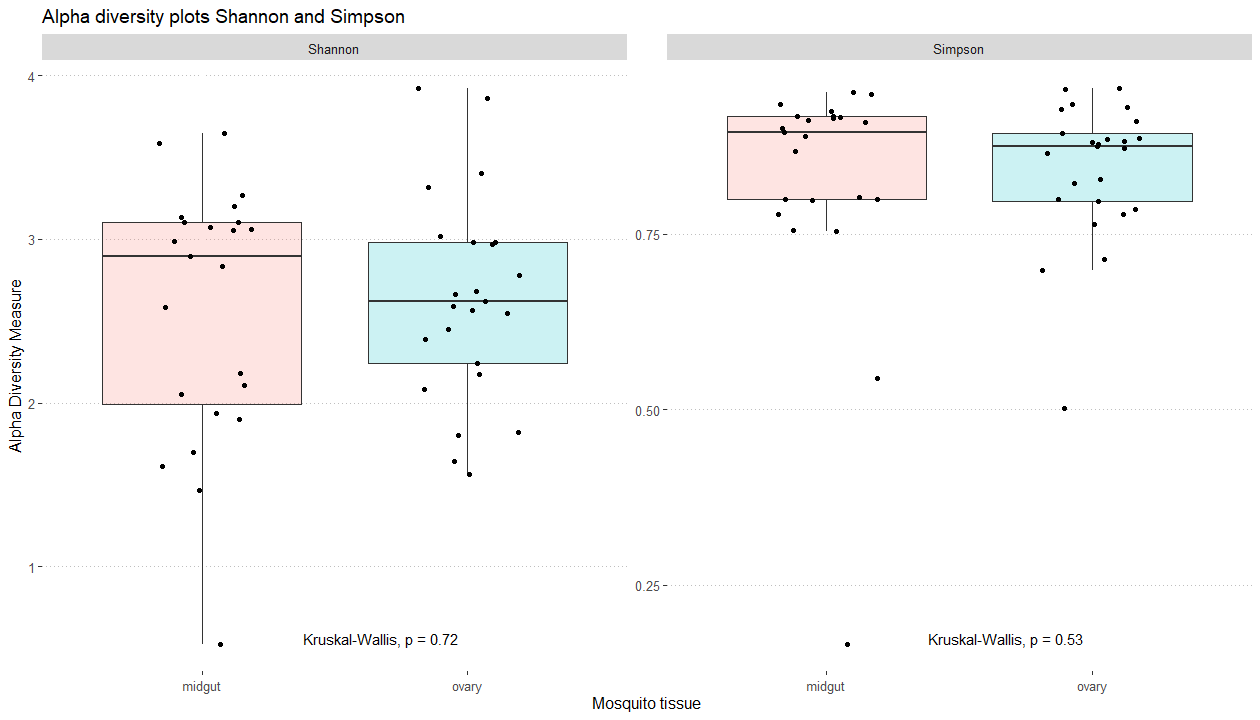 Alpha diversity plots Shannon and Simpson
Shannon
Simpson
Alpha Diversity Measure
4
3
2
1
0.75
0.50
0.25
Kruskal-Wallis, p = 0.72
Kruskal-Wallis, p = 0.53
midgut
ovary
midgut
ovary
Mosquito tissue